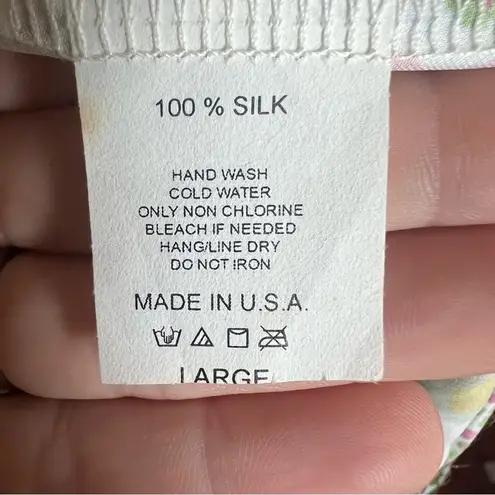 100 % SILK
HAND WASH
COLD WATER
ONLY NON CHLORINE
BLEACH IF NEEDED
HANG/LINE DRY
DO NOT IRON
MADE IN U.S.A.
LARGE